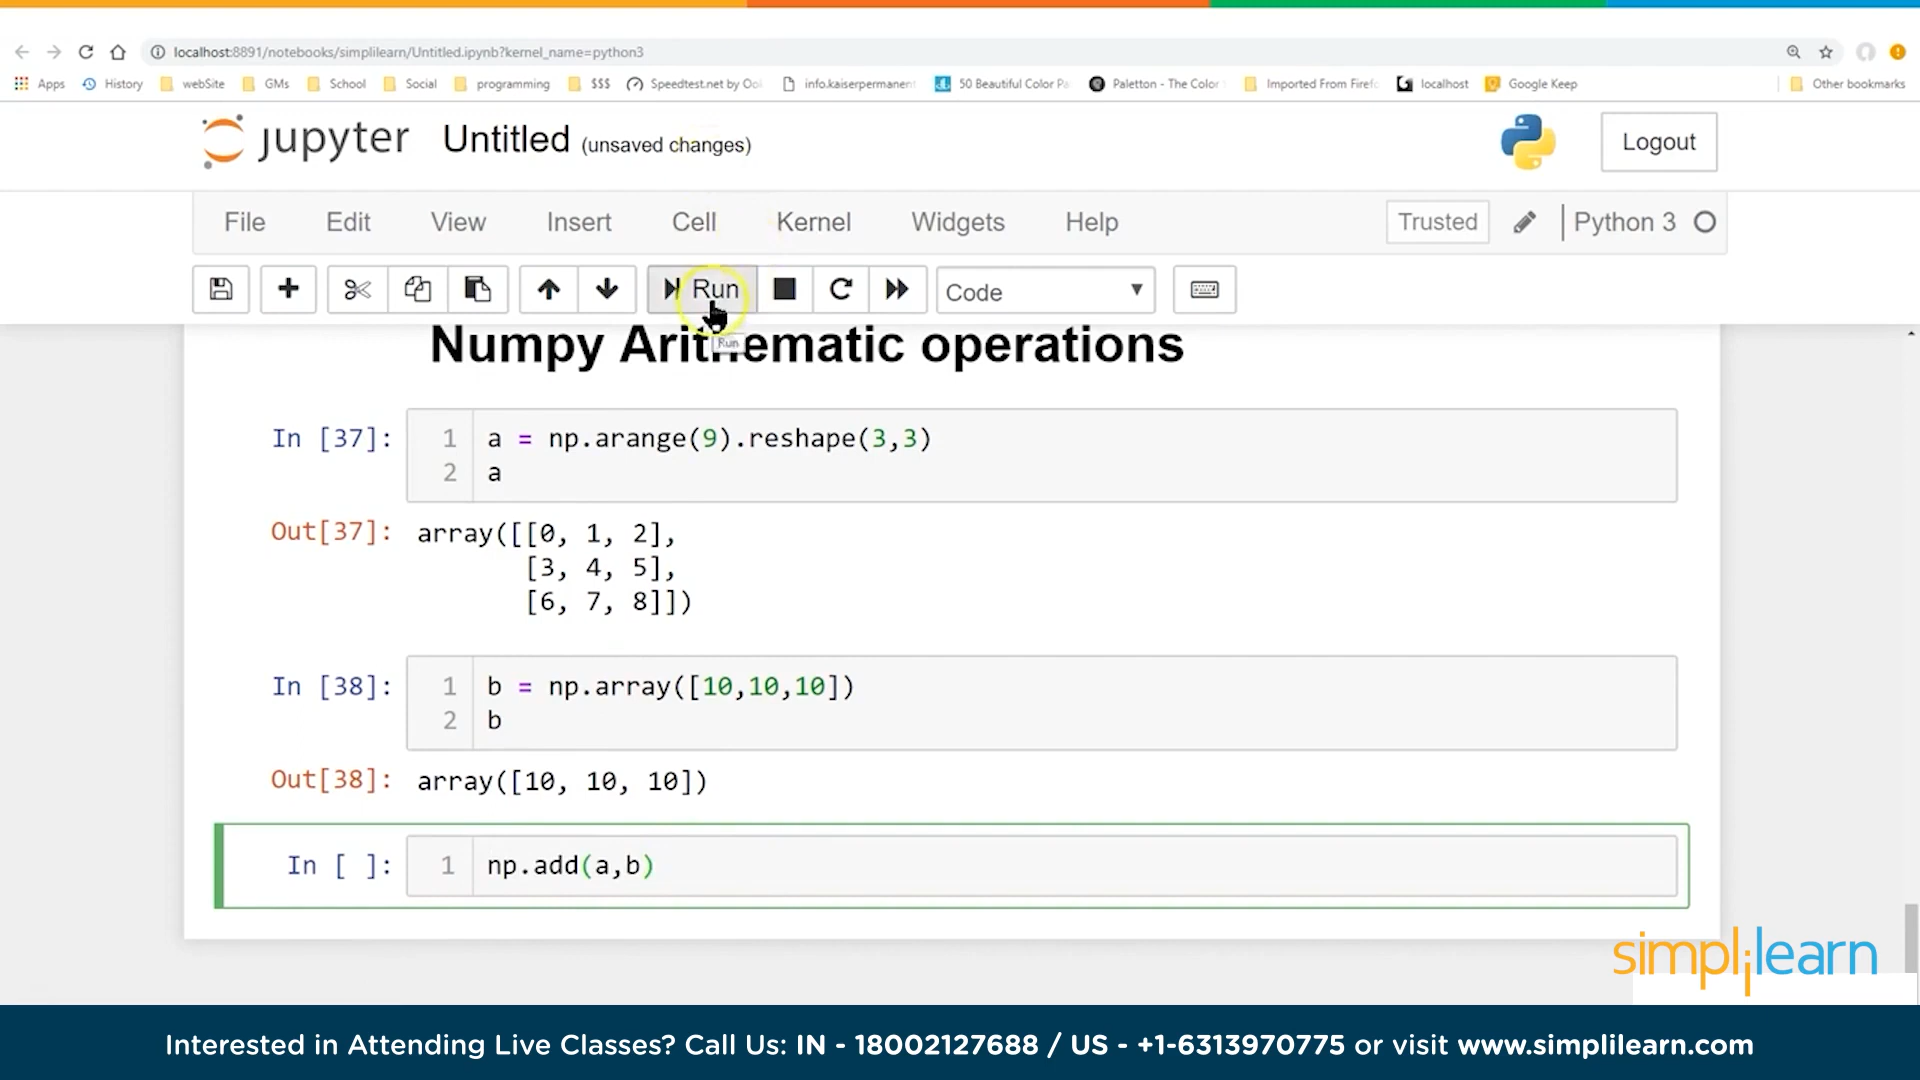 localhost:8891/notebooks/simplilearn/Untitled.ipynb?kernel_name=python3
Apps History webSite GMs School Social programming $$$ Speedtest.net by Ool info.kaiserpermanent 50 Beautiful Color Pa Paletton - The Color Imported From Firefo localhost Google Keep Other bookmarks
jupyter Untitled (unsaved changes) Logout
File Edit View Insert Cell Kernel Widgets Help Trusted Python 3
Run Code
Run
Numpy Arithematic operations
In [37]: 1 a = np.arange(9).reshape(3,3)
2 a
Out[37]: array([[0, 1, 2],
[3, 4, 5],
[6, 7, 8]])
In [38]: 1 b = np.array([10,10,10])
2 b
Out[38]: array([10, 10, 10])
In [ ]: 1 np.add(a,b)
simplilearn
Interested in Attending Live Classes? Call Us: IN - 18002127688 / US - +1-6313970775 or visit www.simplilearn.com